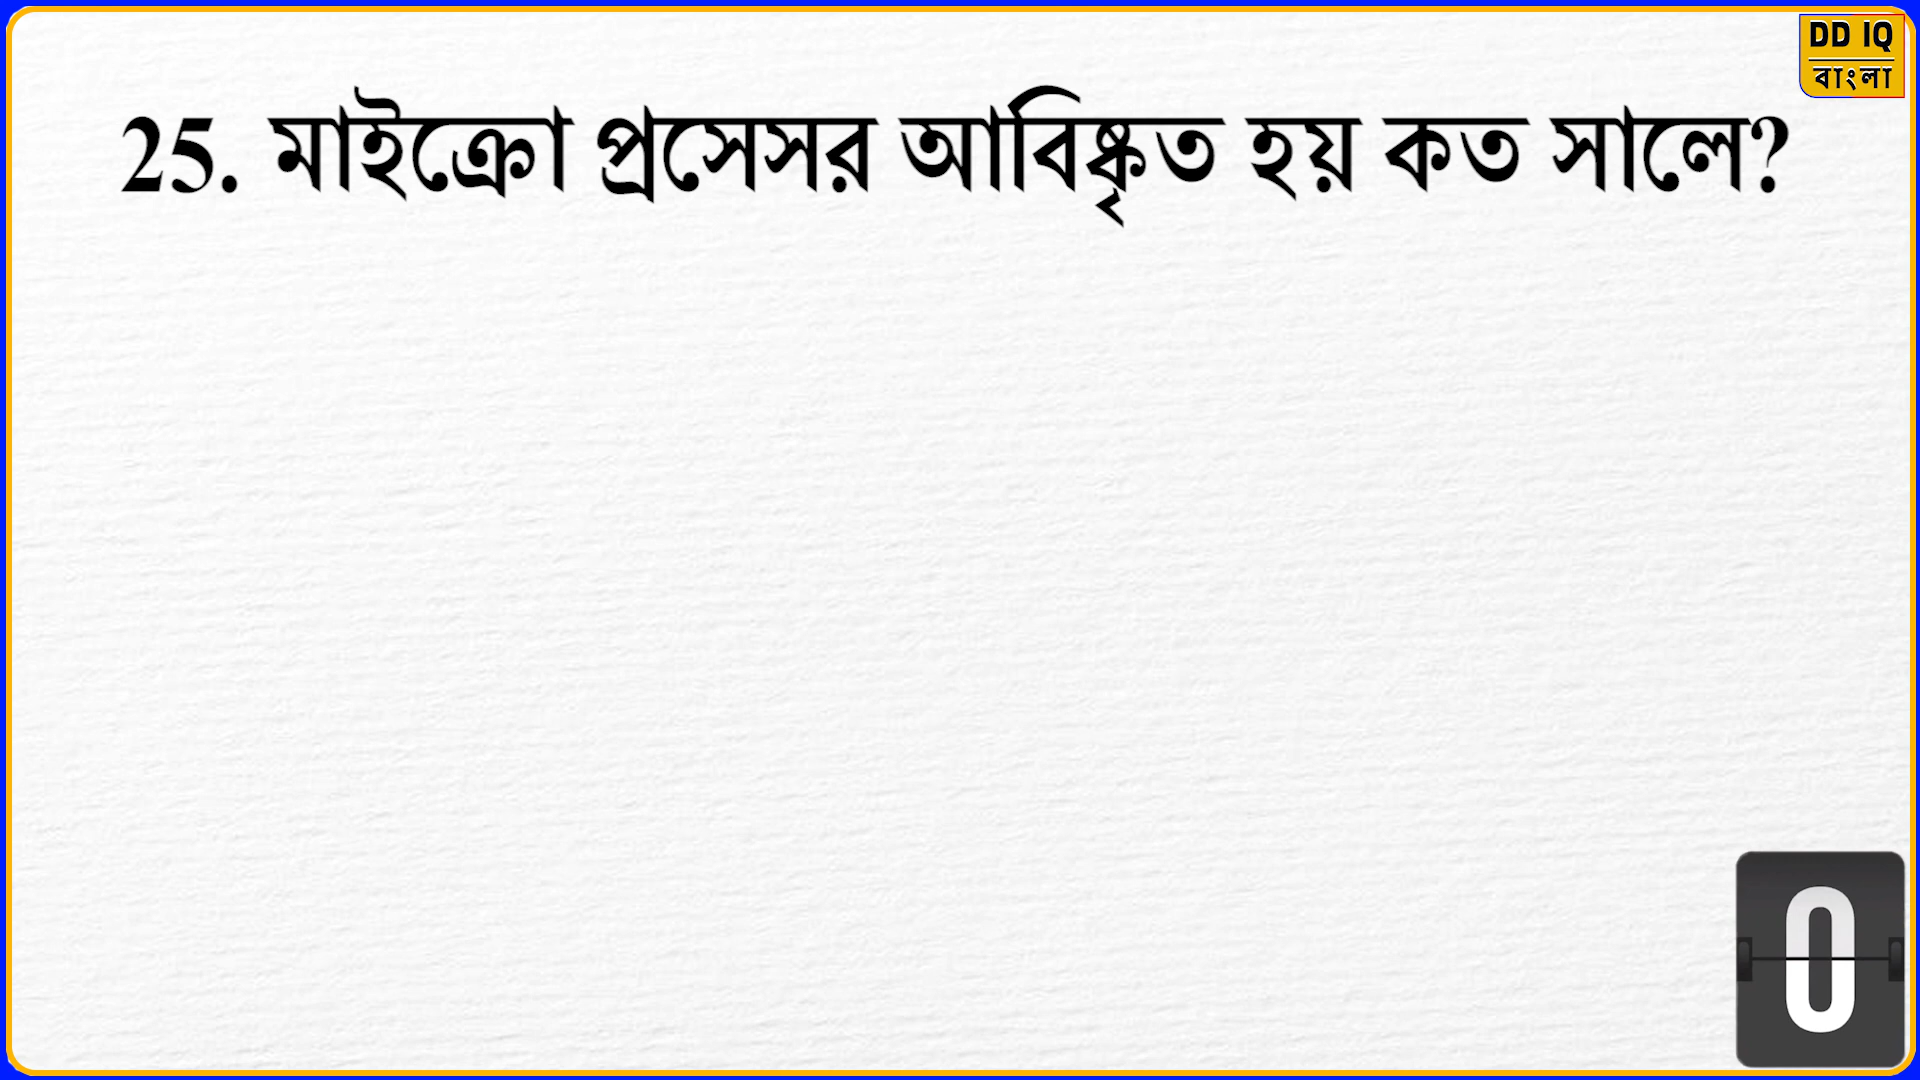 DD IQ
বাংলা
25. মাইক্রো প্রসেসর আবিষ্কৃত হয় কত সালে?
0